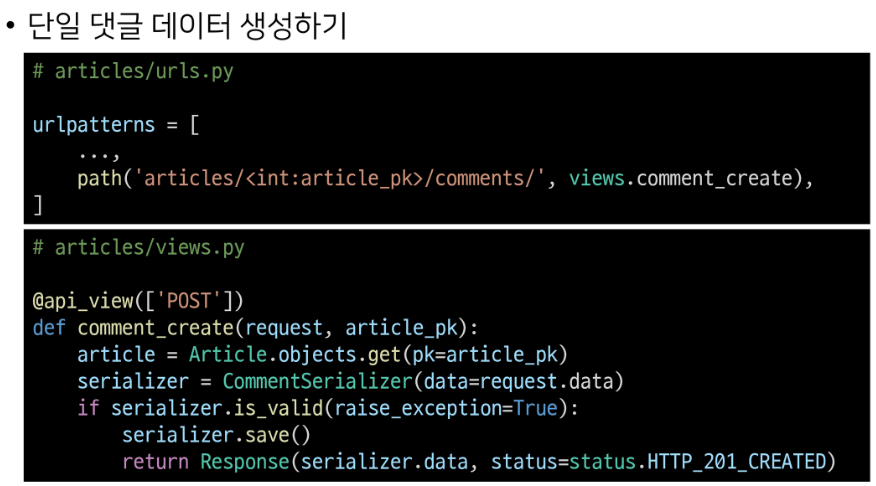 • 단일 댓글 데이터 생성하기
# articles/urls.py
urlpatterns = [
    ...,
    path('articles/<int:article_pk>/comments/', views.comment_create),
]
# articles/views.py
@api_view(['POST'])
def comment_create(request, article_pk):
    article = Article.objects.get(pk=article_pk)
    serializer = CommentSerializer(data=request.data)
    if serializer.is_valid(raise_exception=True):
        serializer.save()
        return Response(serializer.data, status=status.HTTP_201_CREATED)